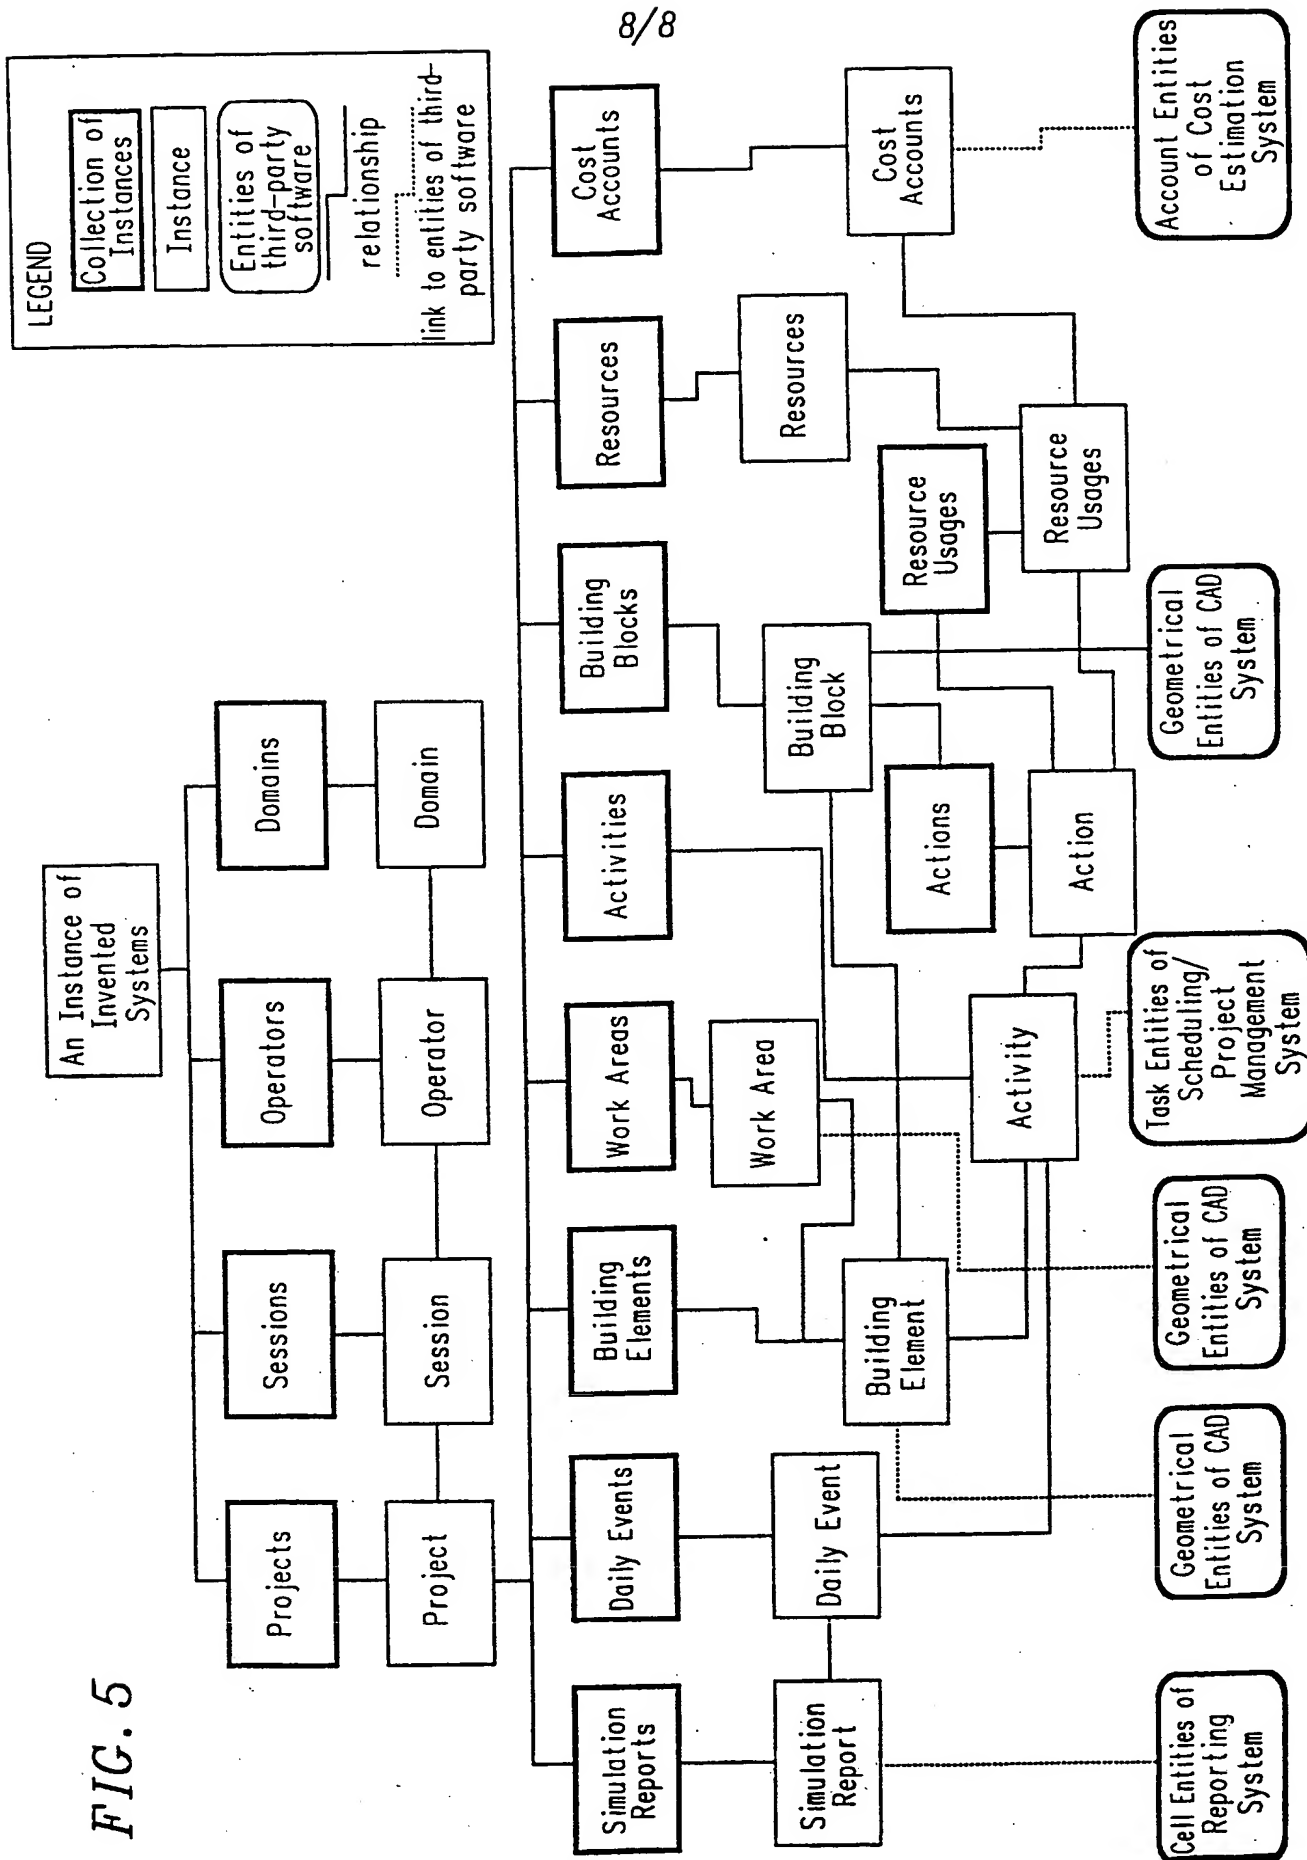 8/8
FIG. 5
LEGEND
Collection of
Instances
Instance
Entities of
third-party
software
relationship
link to entities of third-
party software
An Instance of
Invented
Systems
Projects
Sessions
Operators
Domains
Project
Session
Operator
Domain
Simulation
Reports
Daily Events
Building
Elements
Work Areas
Activities
Building
Blocks
Resources
Cost
Accounts
Simulation
Report
Daily Event
Building
Element
Work Area
Building
Block
Resources
Cost
Accounts
Actions
Resource
Usages
Activity
Action
Resource
Usages
Cell Entities of
Reporting
System
Geometrical
Entities of CAD
System
Geometrical
Entities of CAD
System
Task Entities of
Scheduling/
Project
Management
System
Geometrical
Entities of CAD
System
Account Entities
of Cost
Estimation
System